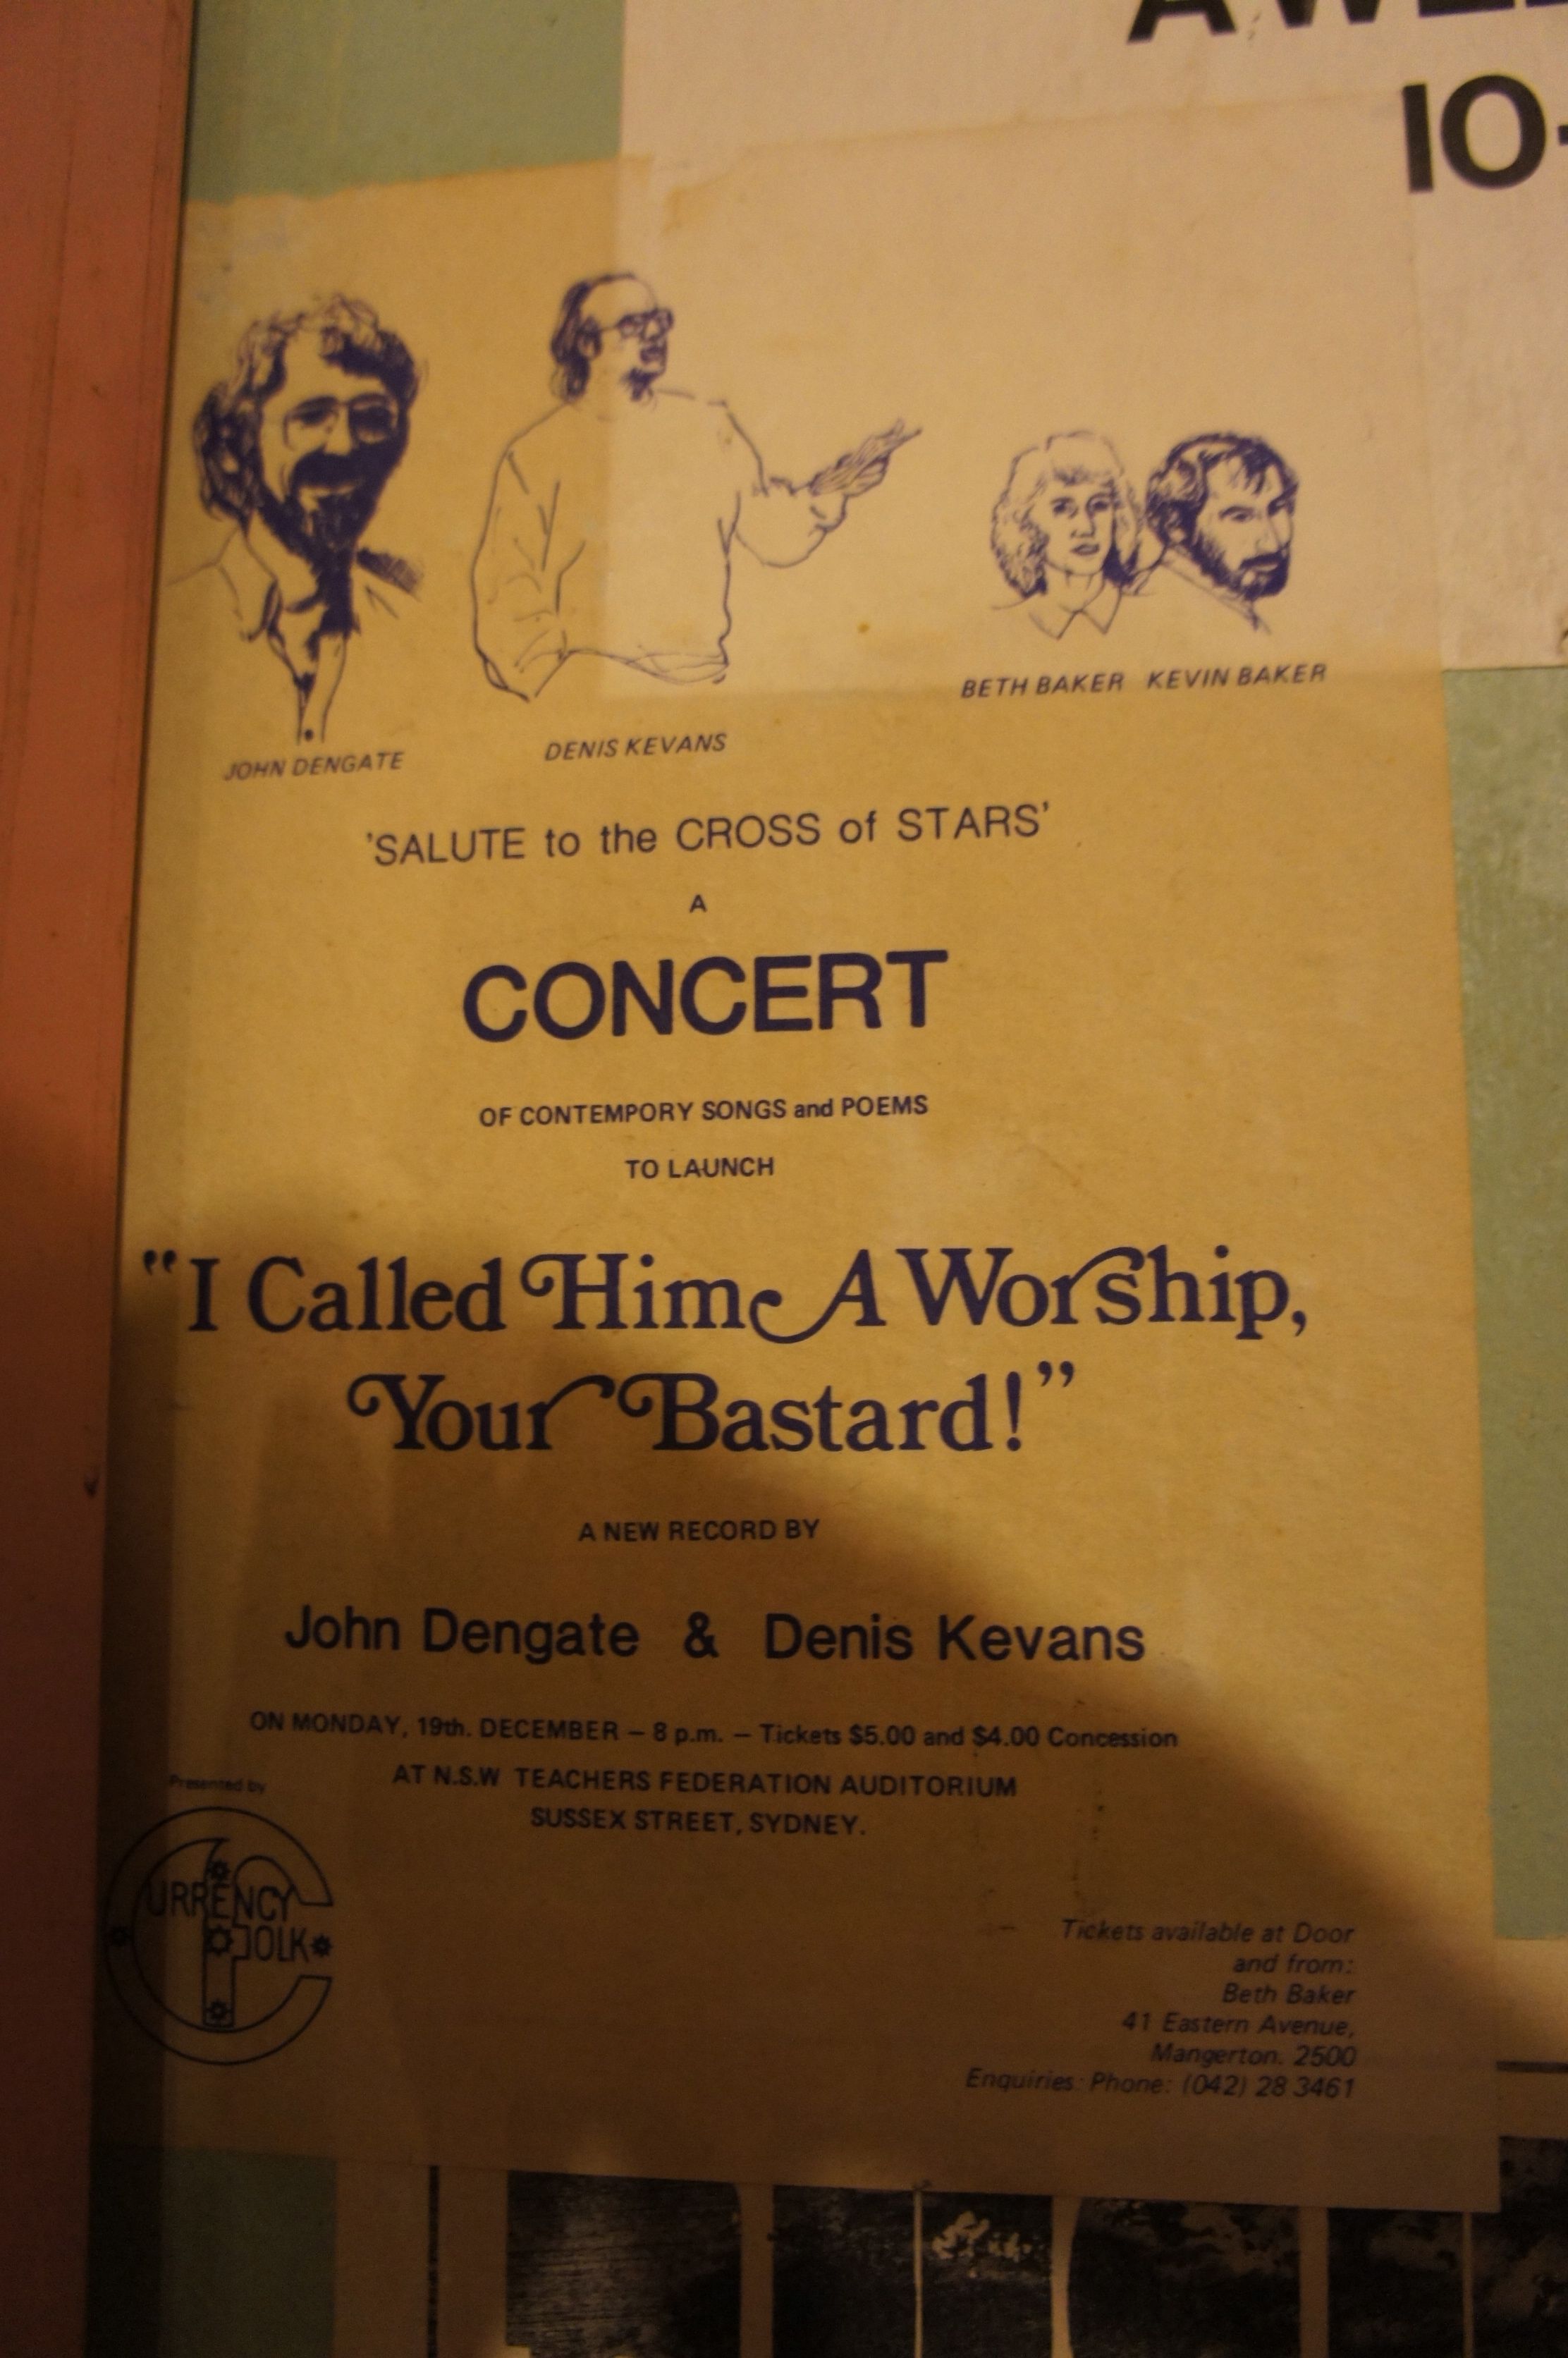 10-
BETH BAKER KEVIN BAKER
JOHN DENGATE
DENIS KEVANS
'SALUTE to the CROSS of STARS'
A
CONCERT
OF CONTEMPORY SONGS and POEMS
TO LAUNCH
"I Called Him A Worship,
Your Bastard!"
A NEW RECORD BY
John Dengate & Denis Kevans
ON MONDAY, 19th. DECEMBER – 8 p.m. – Tickets $5.00 and $4.00 Concession
AT N.S.W TEACHERS FEDERATION AUDITORIUM
SUSSEX STREET, SYDNEY.
Presented by
CURRENCY
FOLK
Tickets available at Door
and from:
Beth Baker
41 Eastern Avenue,
Mangerton. 2500
Enquiries: Phone: (042) 28 3461